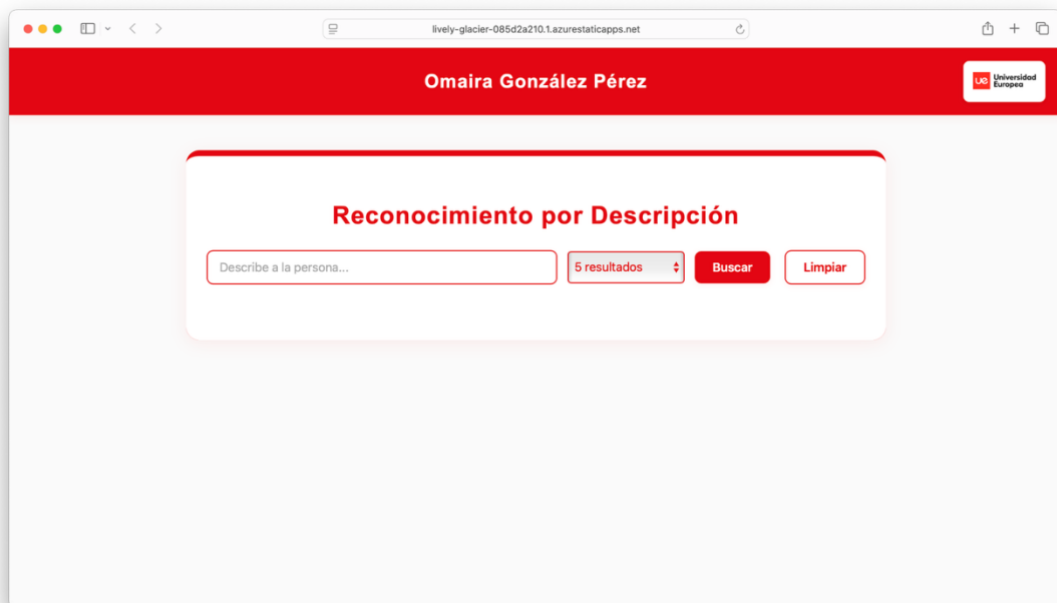 lively-glacier-085d2a210.1.azurestaticapps.net
Omaira González Pérez
ue Universidad
Europea
Reconocimiento por Descripción
Describe a la persona...
5 resultados
Buscar
Limpiar